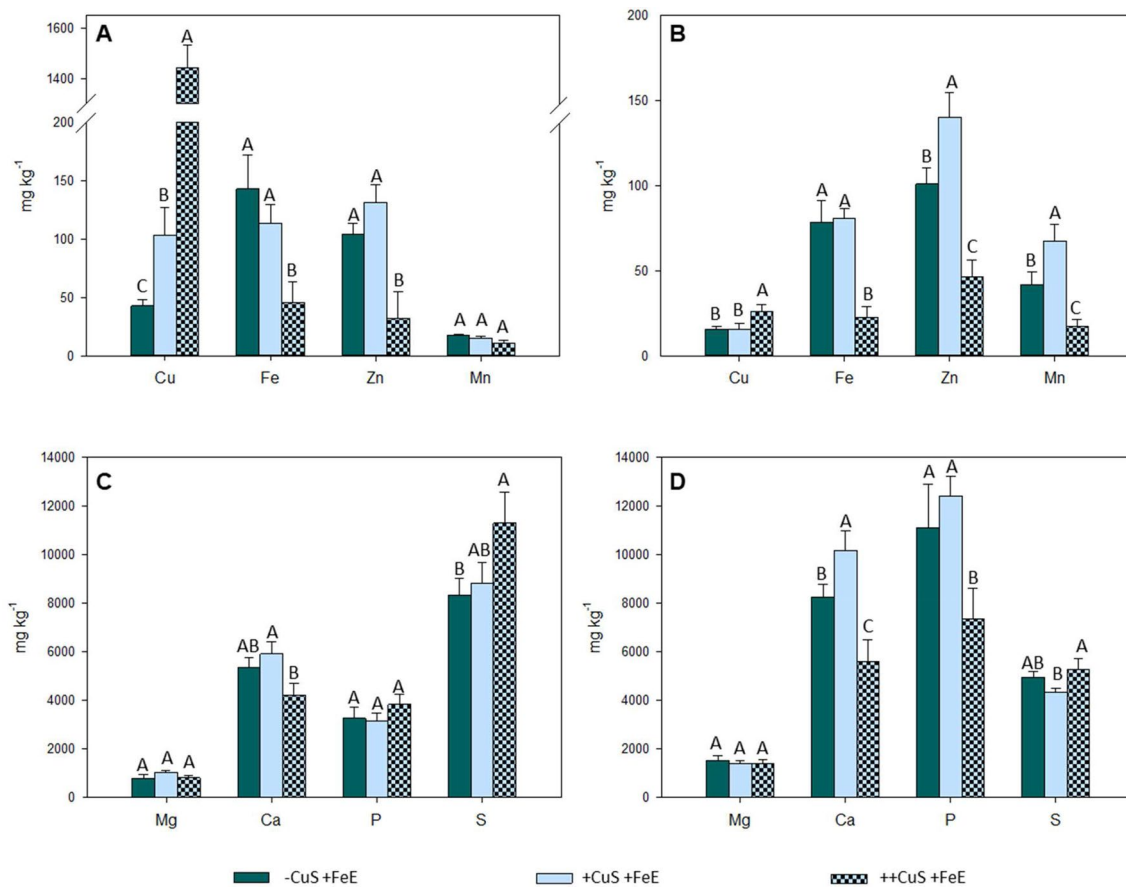 A
B
mg kg⁻¹
1600
1400
200
150
100
50
0
C B A
A A B
A A B
A A A
Cu Fe Zn Mn
mg kg⁻¹
200
150
100
50
0
B B A
A A B
B A C
B A C
Cu Fe Zn Mn
C
D
mg kg⁻¹
14000
12000
10000
8000
6000
4000
2000
0
A A A
AB A B
A A A
B AB A
Mg Ca P S
mg kg⁻¹
14000
12000
10000
8000
6000
4000
2000
0
A A A
B A C
A A B
AB B A
Mg Ca P S
-CuS +FeE +CuS +FeE ++CuS +FeE